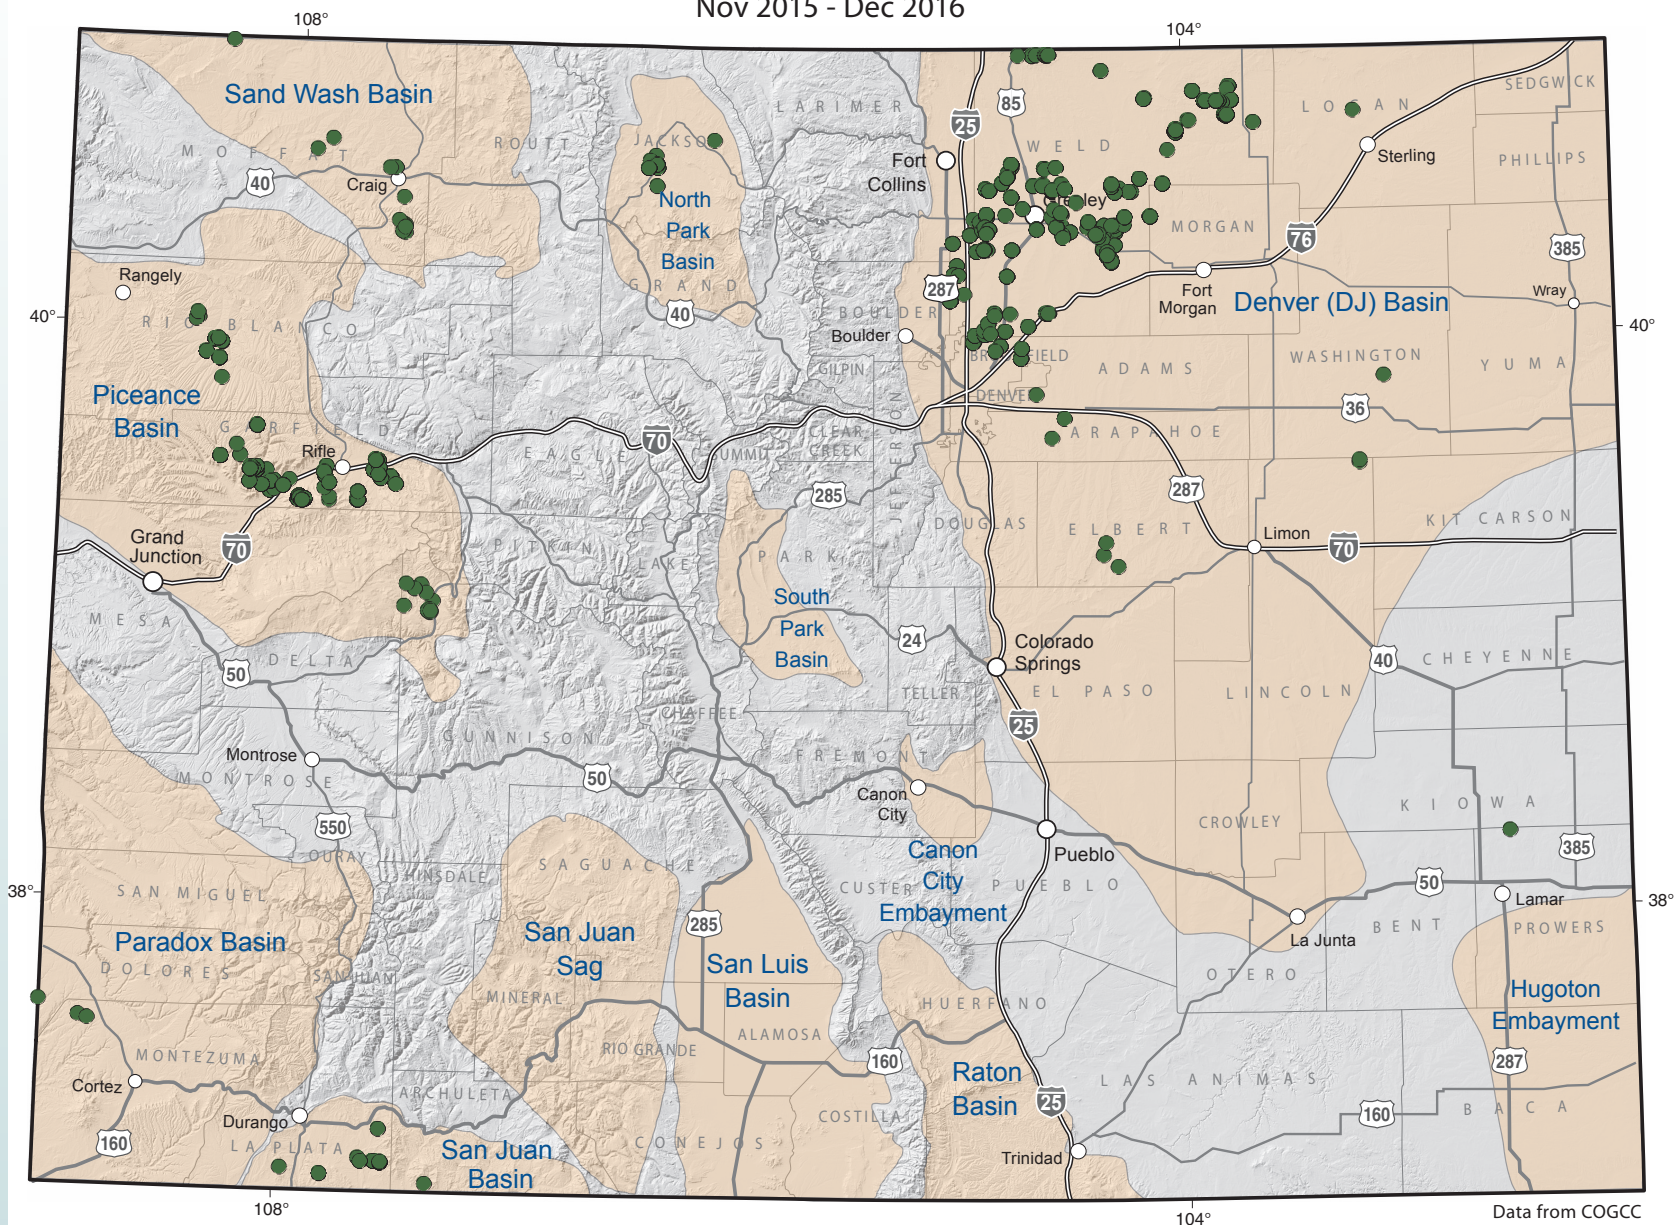 Nov 2015 - Dec 2016
108°
104°
Sand Wash Basin
MOFFAT
ROUTT
JACKSON
LARIMER
85
25
WELD
LOGAN
SEDGWICK
PHILLIPS
Sterling
Fort
Collins
40
Craig
North
Park
Basin
Greeley
MORGAN
76
385
Rangely
GRAND
287
Fort
Morgan
Denver (DJ) Basin
Wray
40°
RIO BLANCO
40
BOULDER
Boulder
40°
BROOMFIELD
WASHINGTON
YUMA
GILPIN
ADAMS
Piceance
Basin
DENVER
36
GARFIELD
Rifle
EAGLE
70
SUMMIT
CLEAR
CREEK
JEFFERSON
ARAPAHOE
285
287
Grand
Junction
70
PITKIN
LAKE
PARK
DOUGLAS
ELBERT
Limon
70
KIT CARSON
MESA
South
Park
Basin
24
Colorado
Springs
DELTA
50
40
CHEYENNE
TELLER
EL PASO
LINCOLN
CHAFFEE
25
GUNNISON
Montrose
MONTROSE
50
FREMONT
Canon
City
KIOWA
550
CROWLEY
385
OURAY
HINSDALE
SAGUACHE
Canon
City
Embayment
Pueblo
PUEBLO
CUSTER
50
Lamar
38°
38°
SAN MIGUEL
BENT
PROWERS
La Junta
Paradox Basin
DOLORES
SAN JUAN
San Juan
Sag
285
San Luis
Basin
OTERO
Hugoton
Embayment
MINERAL
HUERFANO
ALAMOSA
MONTEZUMA
RIO GRANDE
160
287
Cortez
ARCHULETA
Raton
Basin
25
LAS ANIMAS
BACA
160
Durango
COSTILLA
160
LA PLATA
San Juan
Basin
CONEJOS
Trinidad
108°
104°
Data from COGCC